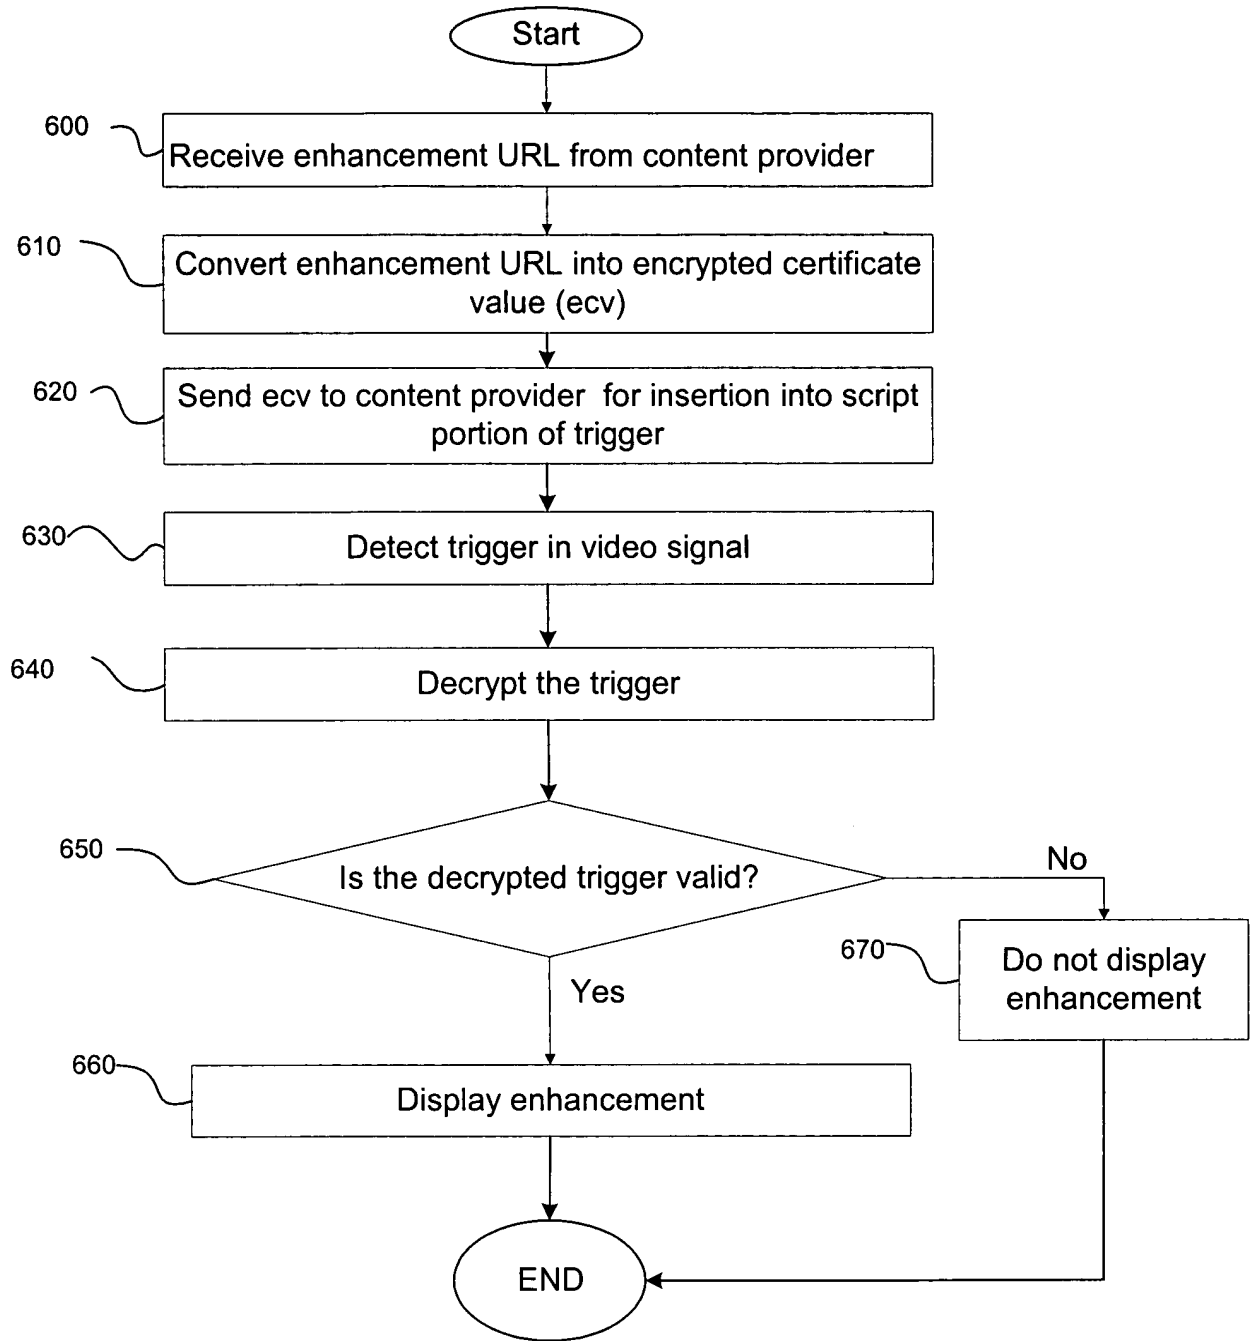 Start
600
Receive enhancement URL from content provider
610
Convert enhancement URL into encrypted certificate
value (ecv)
620
Send ecv to content provider for insertion into script
portion of trigger
630
Detect trigger in video signal
640
Decrypt the trigger
650
Is the decrypted trigger valid?
No
670
Do not display
enhancement
Yes
660
Display enhancement
END